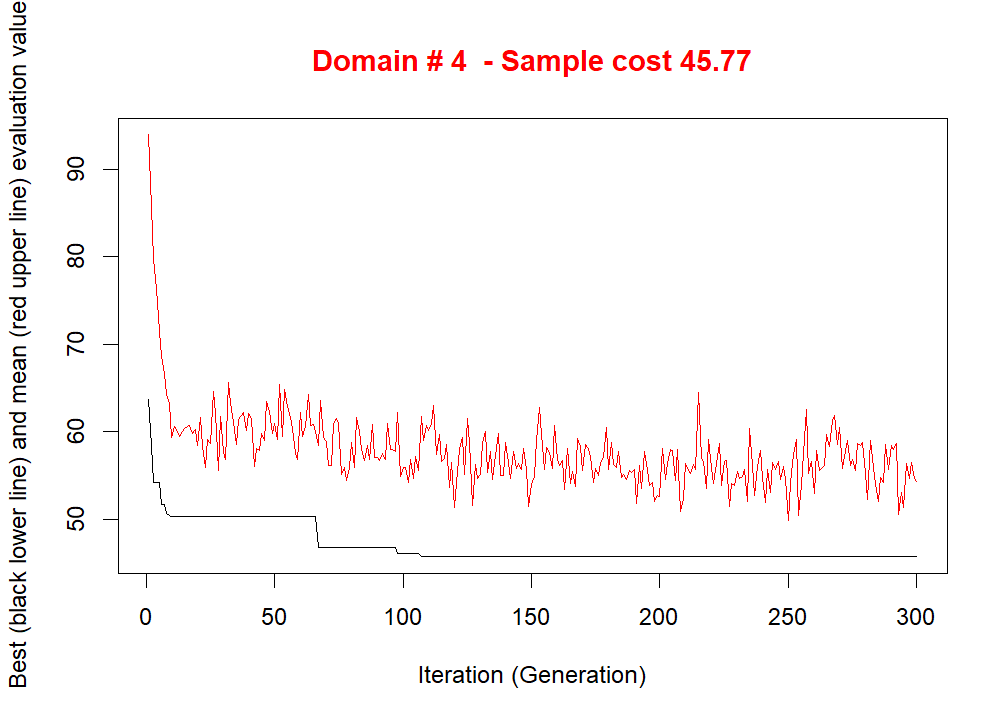 Domain # 4  - Sample cost 45.77
Best (black lower line) and mean (red upper line) evaluation value
90
80
70
60
50
0 50 100 150 200 250 300
Iteration (Generation)